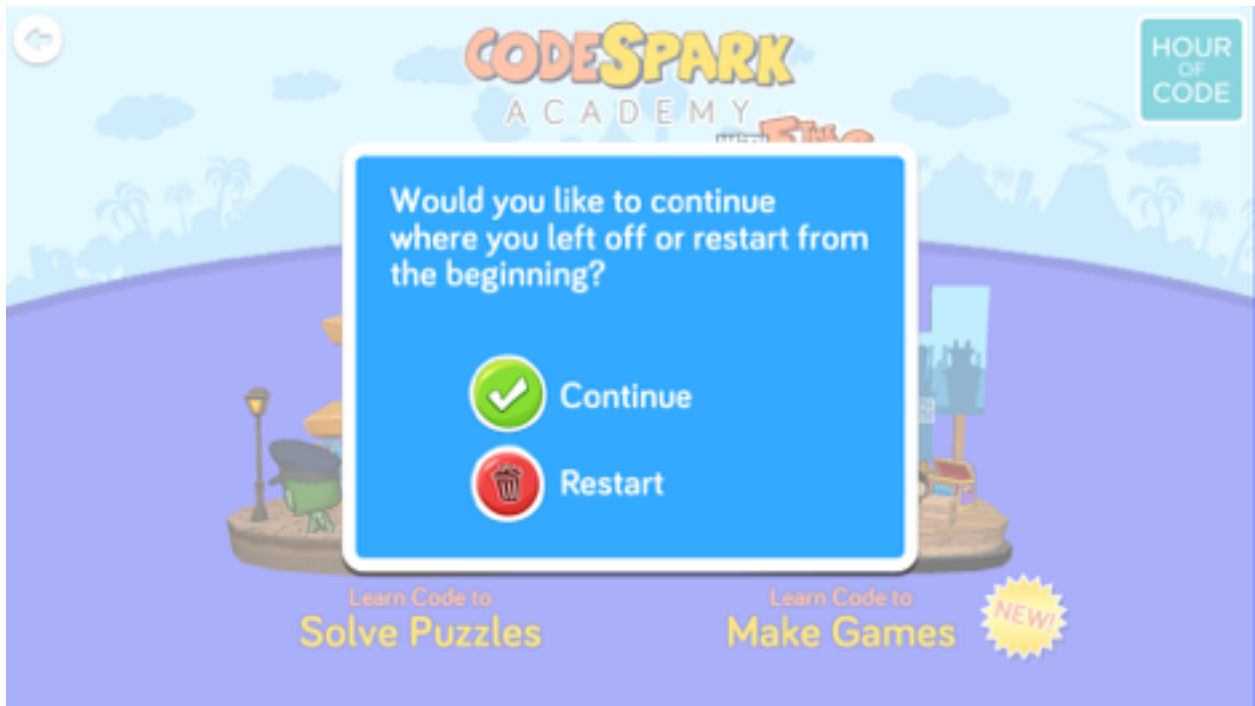 CODESPARK
ACADEMY
HOUR
OF
CODE
Would you like to continue
where you left off or restart from
the beginning?
Continue
Restart
Learn Code to
Solve Puzzles
Learn Code to
Make Games
NEW!